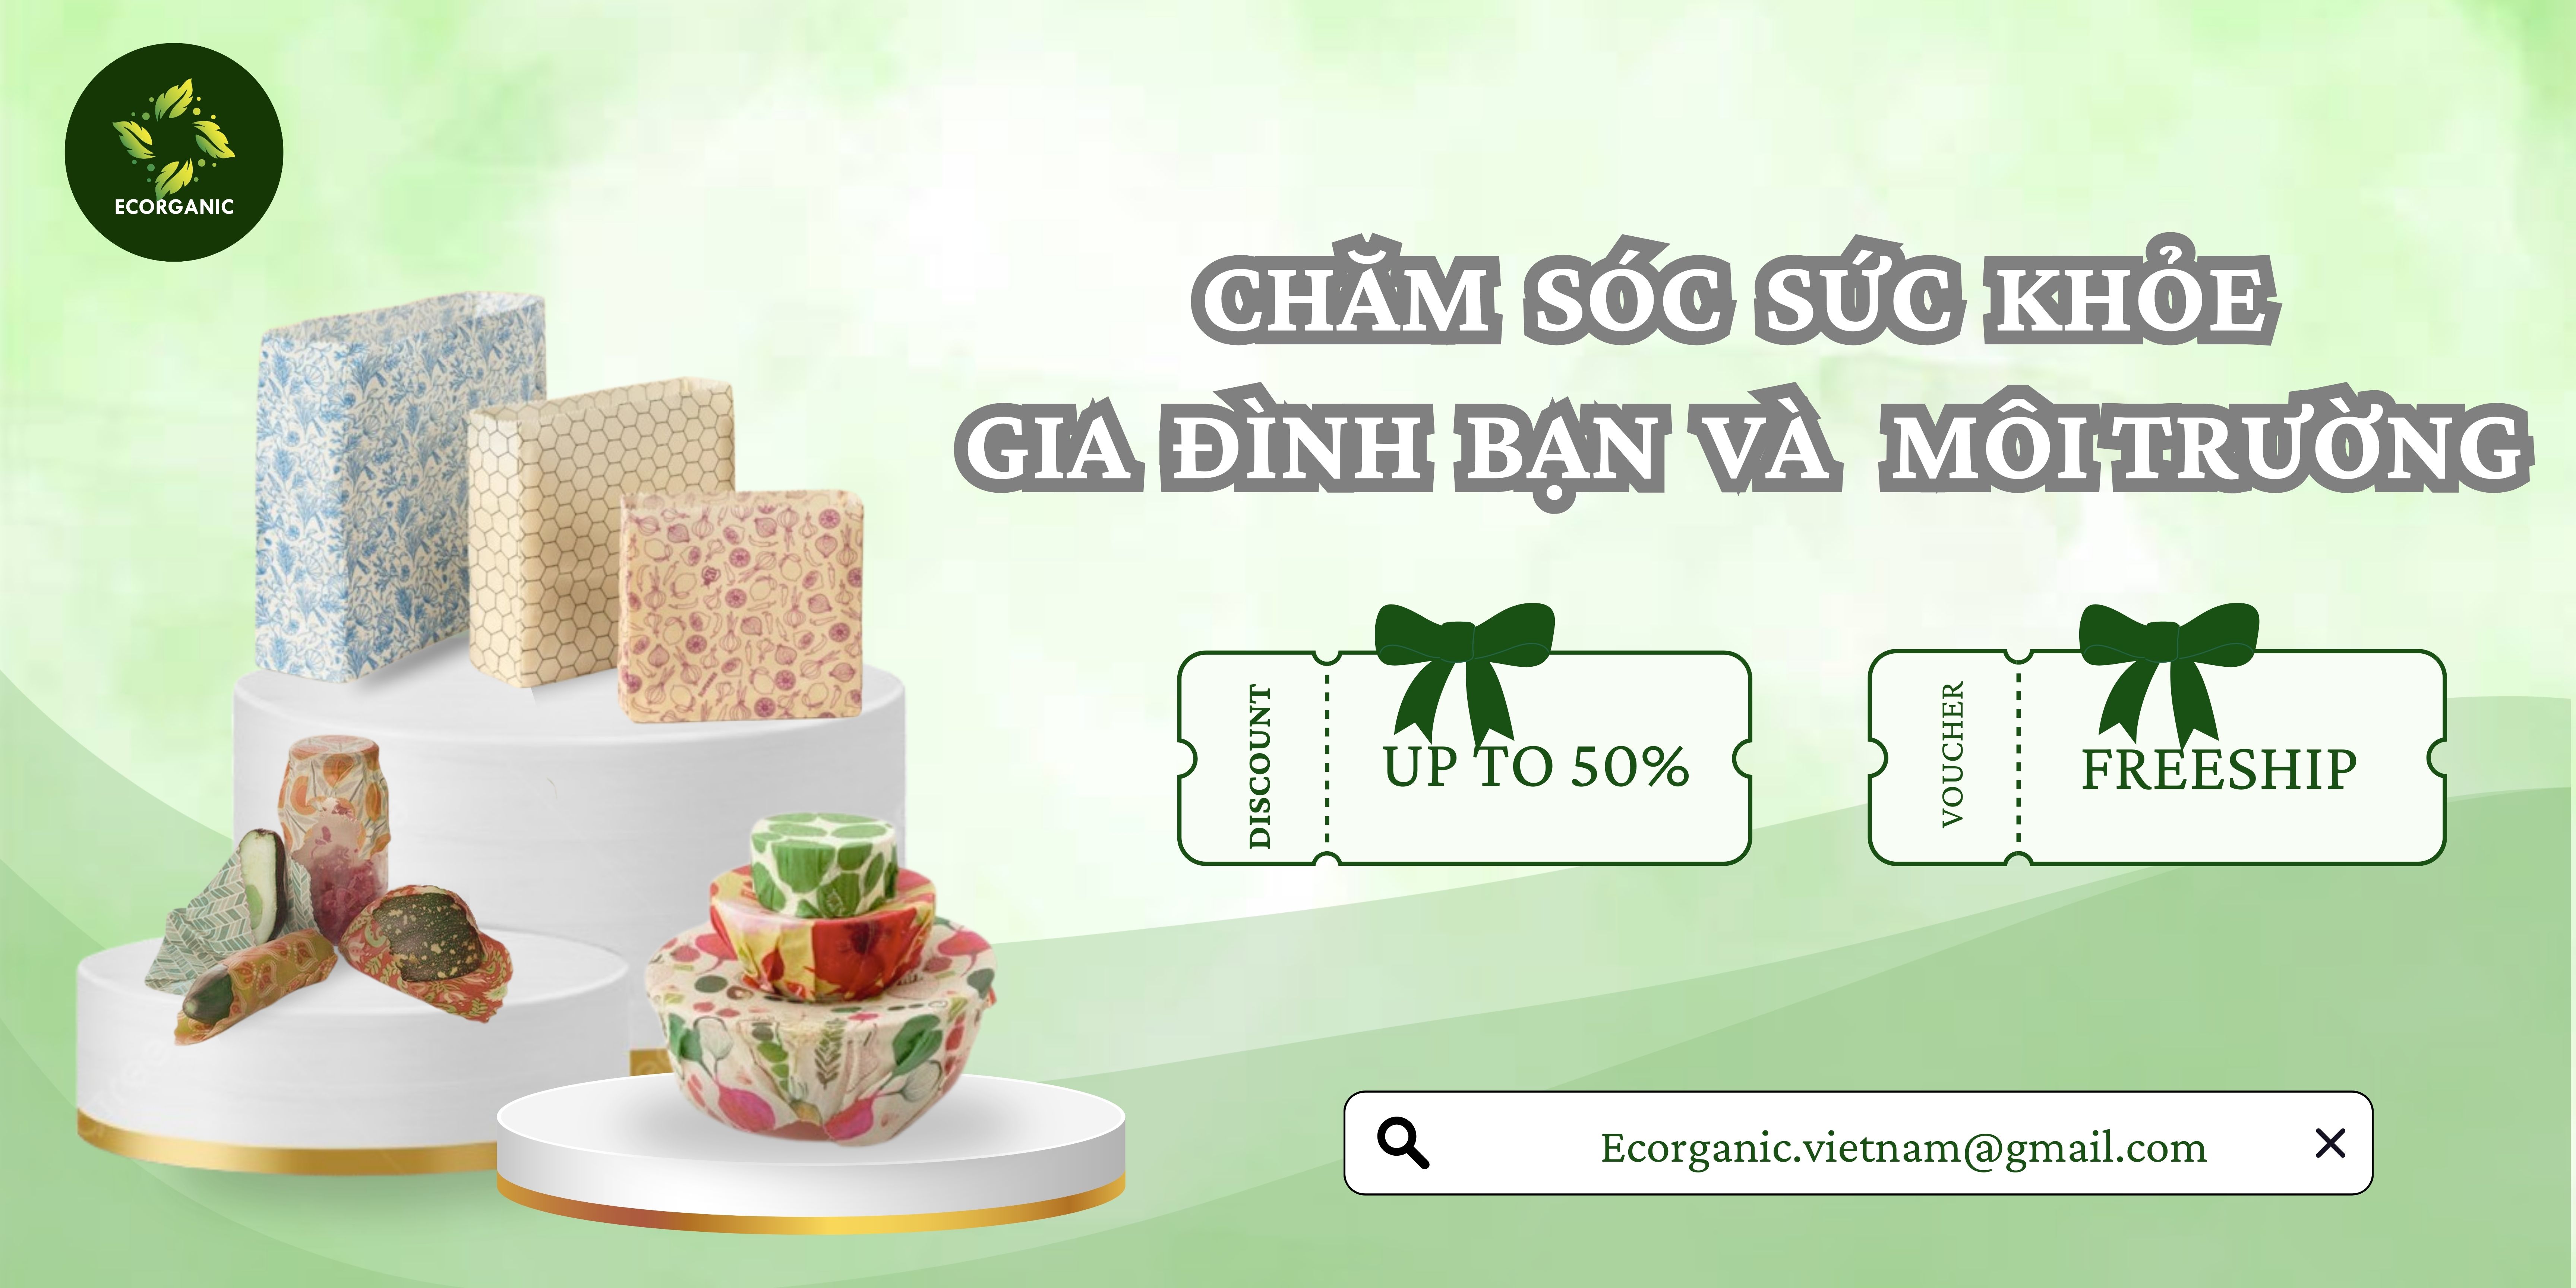 ECORGANIC
CHĂM SÓC SỨC KHỎE
GIA ĐÌNH BẠN VÀ MÔI TRƯỜNG
DISCOUNT
UP TO 50%
VOUCHER
FREESHIP
Ecorganic.vietnam@gmail.com